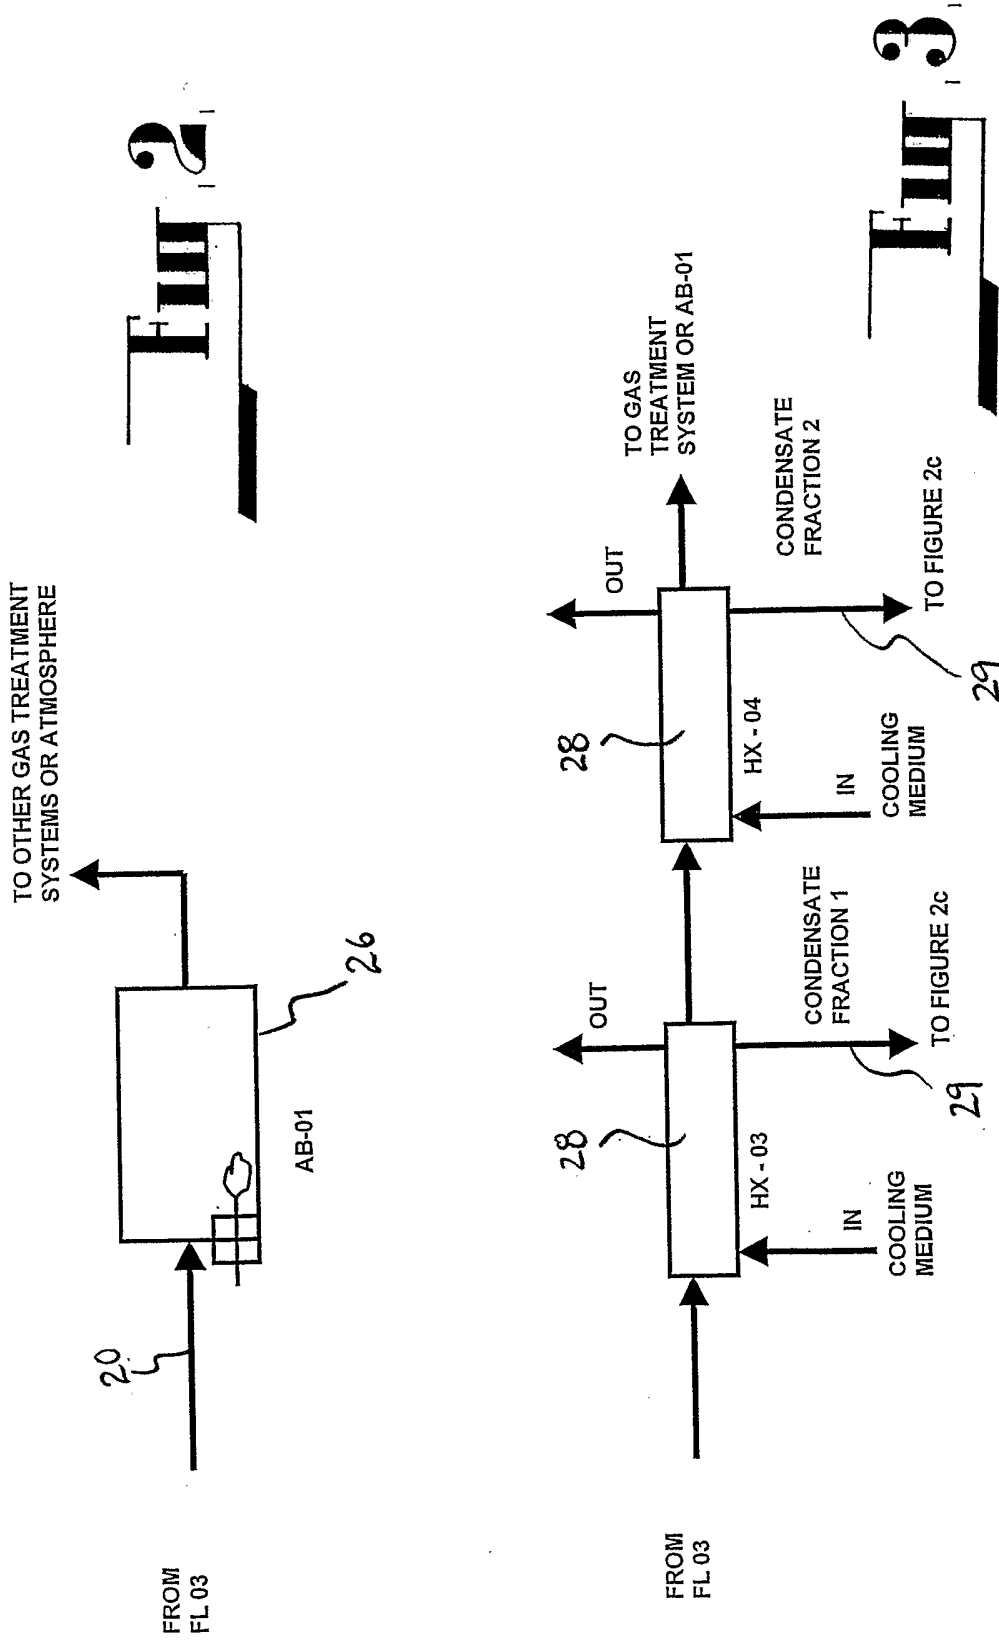 TO OTHER GAS TREATMENT
SYSTEMS OR ATMOSPHERE
FROM
FL 03
20
26
AB-01
Fig. 2
FROM
FL 03
28
OUT
HX - 03
IN
COOLING
MEDIUM
CONDENSATE
FRACTION 1
29
TO FIGURE 2c
28
OUT
HX - 04
IN
COOLING
MEDIUM
CONDENSATE
FRACTION 2
29
TO FIGURE 2c
TO GAS
TREATMENT
SYSTEM OR AB-01
Fig. 3